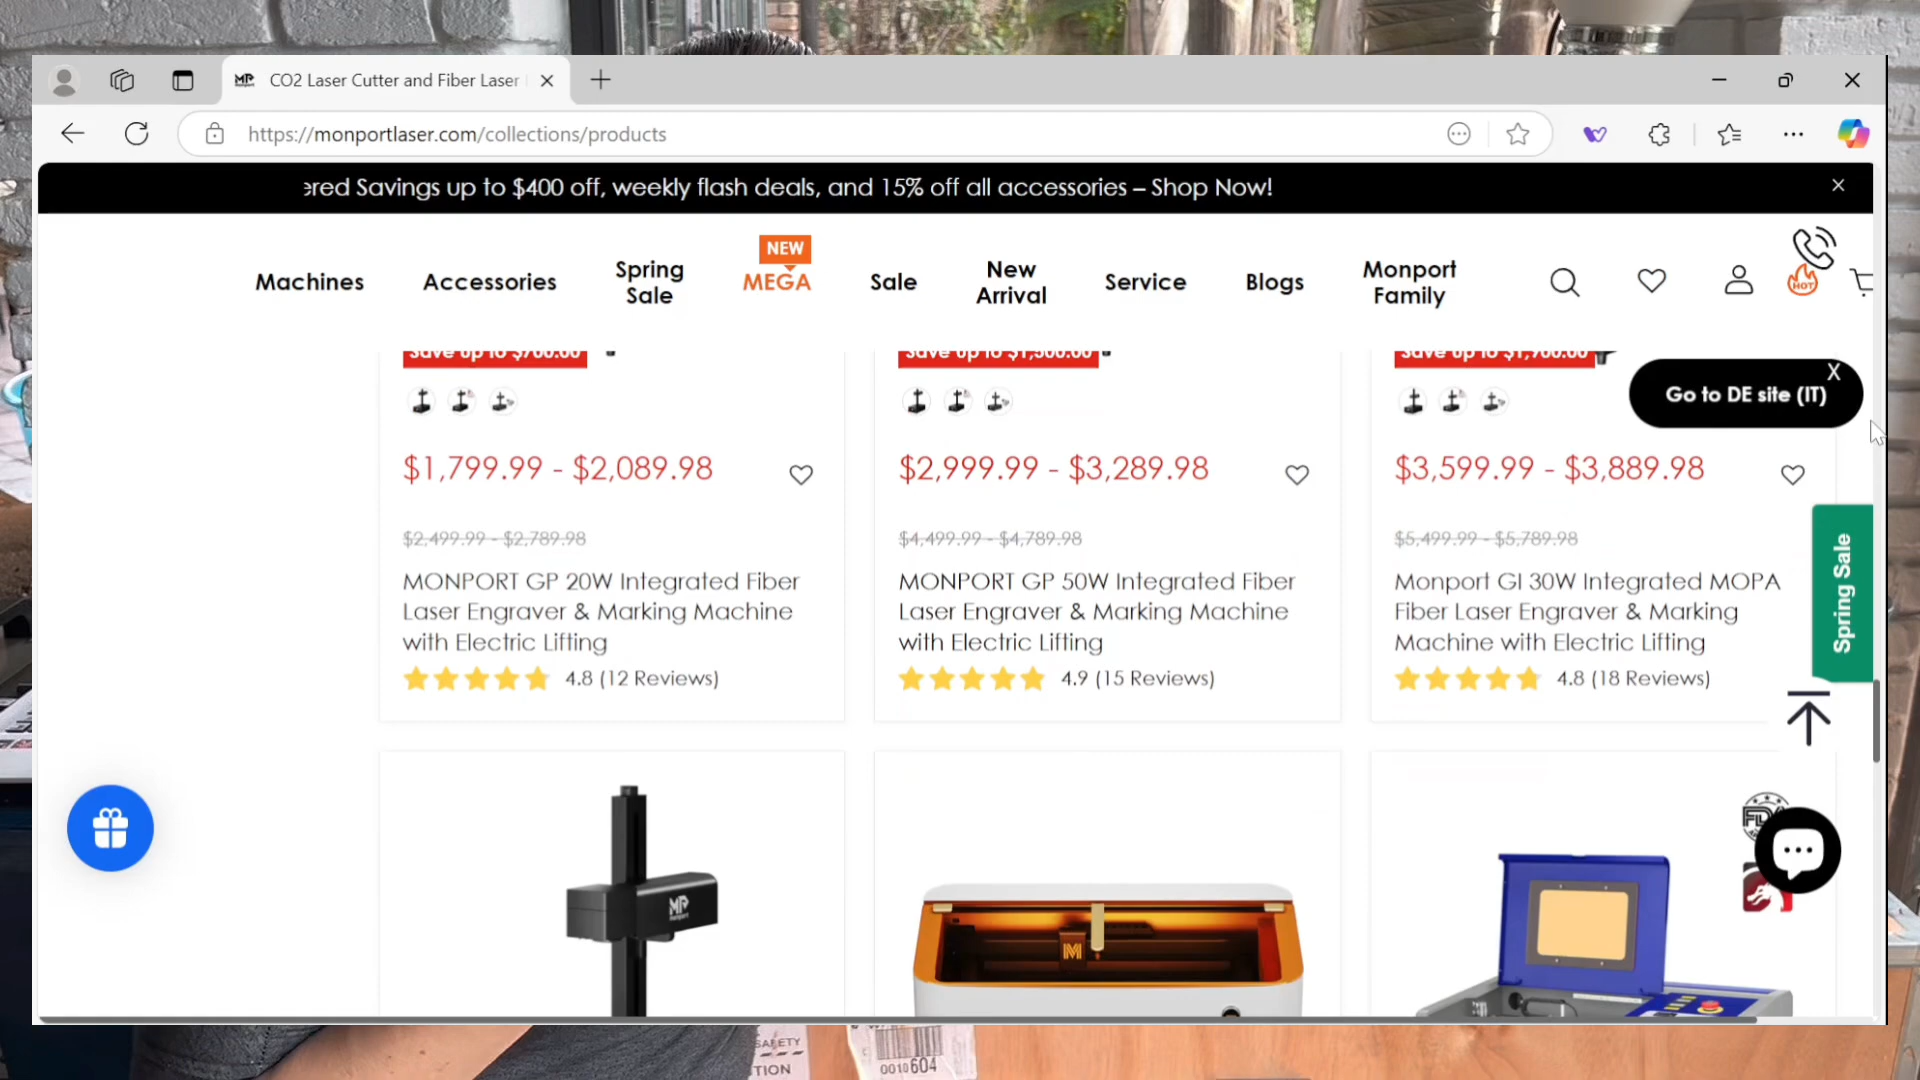 CO2 Laser Cutter and Fiber Laser
https://monportlaser.com/collections/products
ered Savings up to $400 off, weekly flash deals, and 15% off all accessories – Shop Now!
NEW
Machines
Accessories
Spring
Sale
MEGA
Sale
New
Arrival
Service
Blogs
Monport
Family
HOT
Save up to $700.00
Save up to $1,500.00
Save up to $1,900.00
X
Go to DE site (IT)
$1,799.99 - $2,089.98
$2,999.99 - $3,289.98
$3,599.99 - $3,889.98
$2,499.99 - $2,789.98
$4,499.99 - $4,789.98
$5,499.99 - $5,789.98
MONPORT GP 20W Integrated Fiber
Laser Engraver & Marking Machine
with Electric Lifting
MONPORT GP 50W Integrated Fiber
Laser Engraver & Marking Machine
with Electric Lifting
Monport GI 30W Integrated MOPA
Fiber Laser Engraver & Marking
Machine with Electric Lifting
4.8 (12 Reviews)
4.9 (15 Reviews)
4.8 (18 Reviews)
Spring Sale
MP
monport
M
FDA
SAFETY
TION
0010604